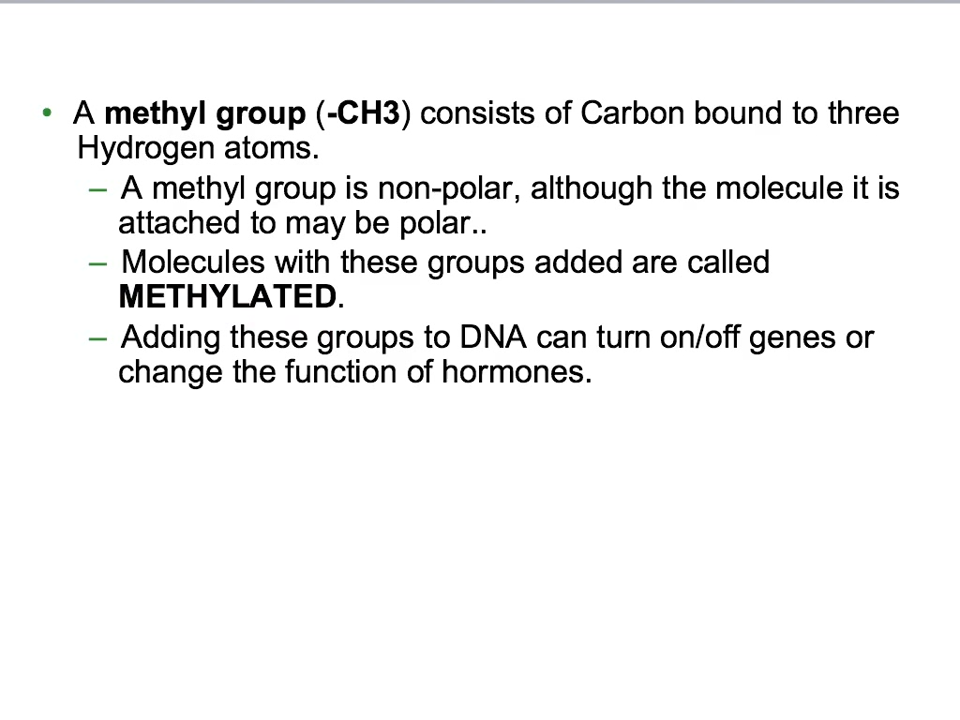 • A methyl group (-CH3) consists of Carbon bound to three
Hydrogen atoms.
– A methyl group is non-polar, although the molecule it is
attached to may be polar..
– Molecules with these groups added are called
METHYLATED.
– Adding these groups to DNA can turn on/off genes or
change the function of hormones.